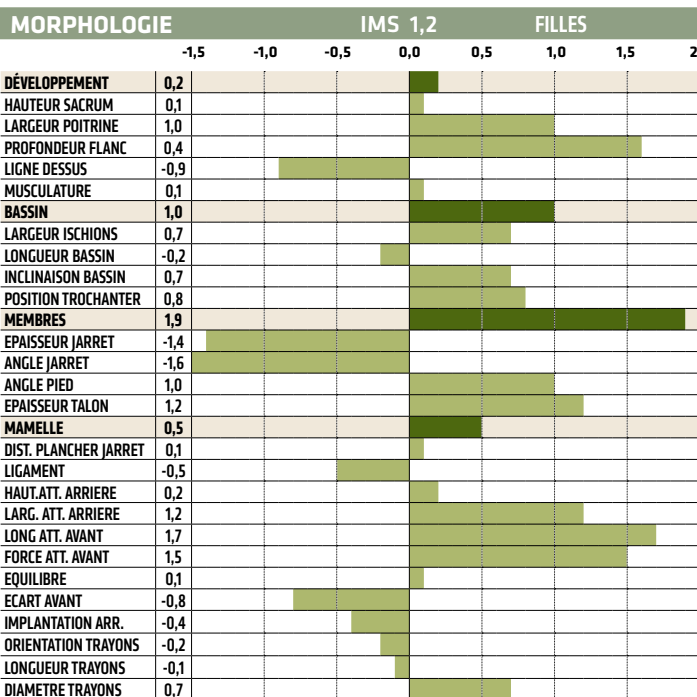 MORPHOLOGIE IMS 1,2 FILLES
-1,5 -1,0 -0,5 0,0 0,5 1,0 1,5 2
DÉVELOPPEMENT 0,2
HAUTEUR SACRUM 0,1
LARGEUR POITRINE 1,0
PROFONDEUR FLANC 0,4
LIGNE DESSUS -0,9
MUSCULATURE 0,1
BASSIN 1,0
LARGEUR ISCHIONS 0,7
LONGUEUR BASSIN -0,2
INCLINAISON BASSIN 0,7
POSITION TROCHANTER 0,8
MEMBRES 1,9
EPAISSEUR JARRET -1,4
ANGLE JARRET -1,6
ANGLE PIED 1,0
EPAISSEUR TALON 1,2
MAMELLE 0,5
DIST. PLANCHER JARRET 0,1
LIGAMENT -0,5
HAUT.ATT. ARRIERE 0,2
LARG. ATT. ARRIERE 1,2
LONG ATT. AVANT 1,7
FORCE ATT. AVANT 1,5
EQUILIBRE 0,1
ECART AVANT -0,8
IMPLANTATION ARR. -0,4
ORIENTATION TRAYONS -0,2
LONGUEUR TRAYONS -0,1
DIAMETRE TRAYONS 0,7